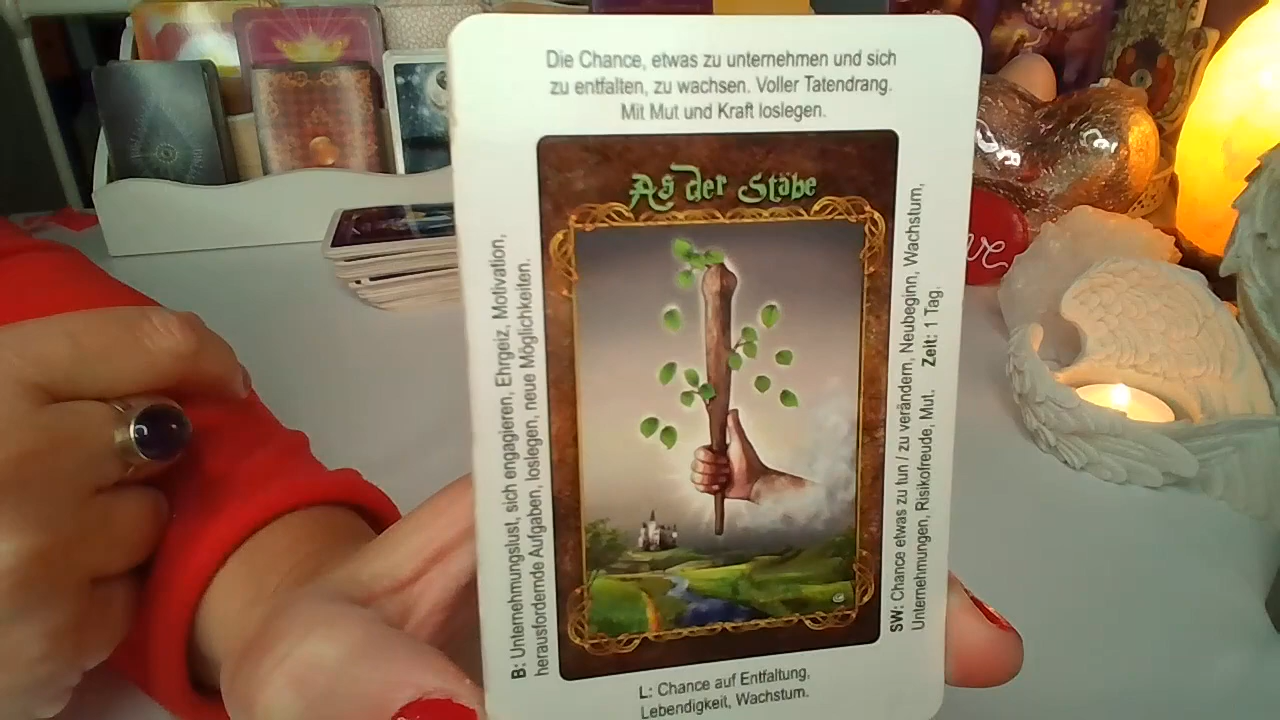 Die Chance, etwas zu unternehmen und sich
zu entfalten, zu wachsen. Voller Tatendrang.
Mit Mut und Kraft loslegen.
As der Stäbe
B: Unternehmungslust, sich engagieren, Ehrgeiz, Motivation,
herausfordernde Aufgaben, loslegen, neue Möglichkeiten.
SW: Chance etwas zu tun / zu verändern, Neubeginn, Wachstum,
Unternehmungen, Risikofreude, Mut. Zeit: 1 Tag.
L: Chance auf Entfaltung,
Lebendigkeit, Wachstum.